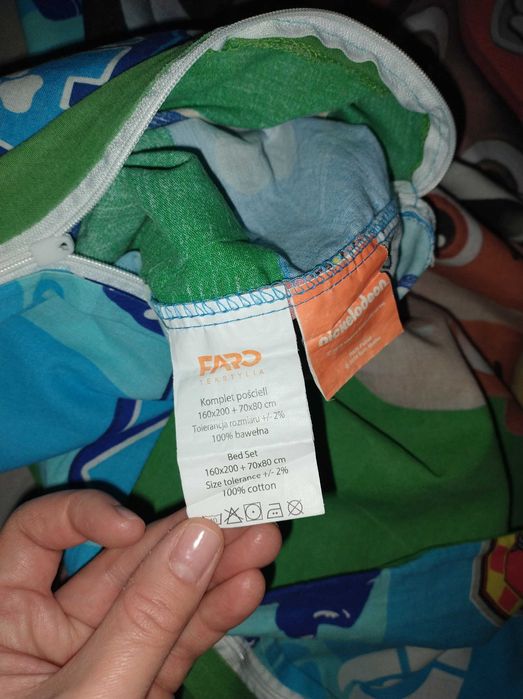 FARO
TEKSTYLIA
Komplet pościeli
160x200 + 70x80 cm
Tolerancja rozmiaru +/- 2%
100% bawełna
Bed Set
160x200 + 70x80 cm
Size tolerance +/- 2%
100% cotton
nickelodeon